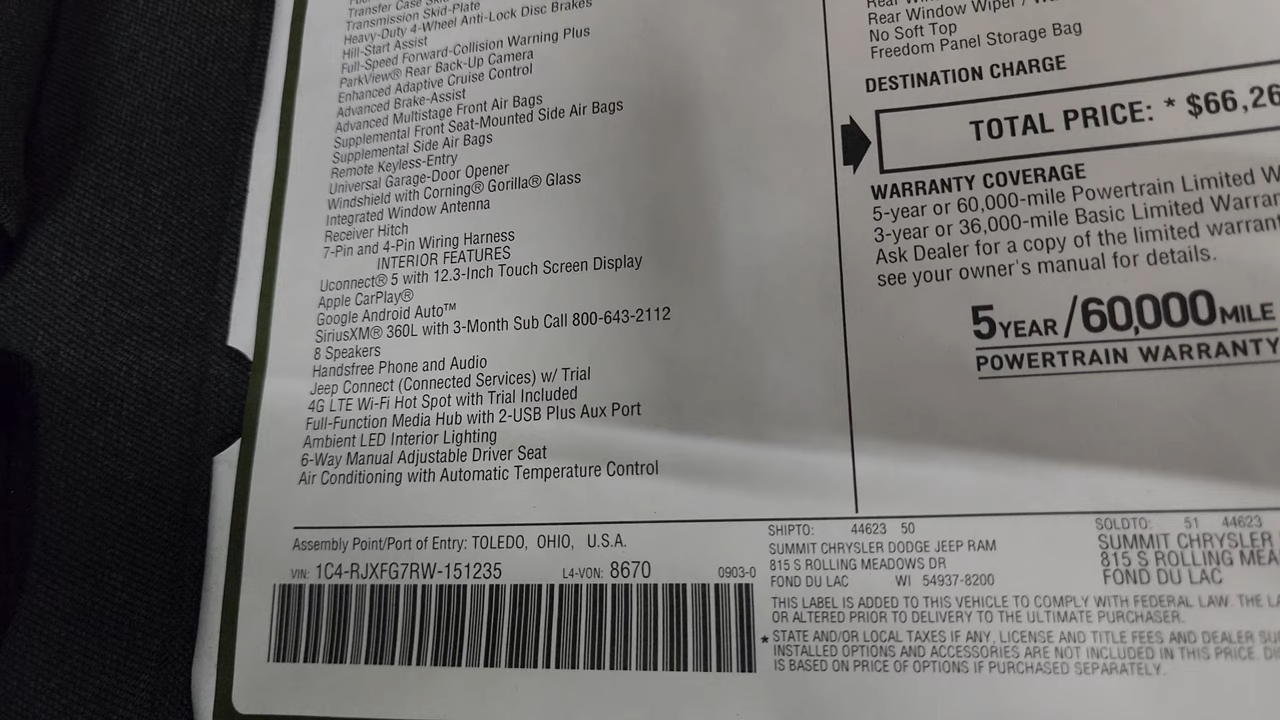 Transfer Case
Transmission Skid-Plate
Heavy-Duty 4-Wheel Anti-Lock Disc Brakes
Hill-Start Assist
Full-Speed Forward-Collision Warning Plus
ParkView® Rear Back-Up Camera
Enhanced Adaptive Cruise Control
Advanced Brake-Assist
Advanced Multistage Front Air Bags
Supplemental Front Seat-Mounted Side Air Bags
Supplemental Side Air Bags
Remote Keyless-Entry
Universal Garage-Door Opener
Windshield with Corning® Gorilla® Glass
Integrated Window Antenna
Receiver Hitch
7-Pin and 4-Pin Wiring Harness
INTERIOR FEATURES
Uconnect® 5 with 12.3-Inch Touch Screen Display
Apple CarPlay®
Google Android Auto™
SiriusXM® 360L with 3-Month Sub Call 800-643-2112
8 Speakers
Handsfree Phone and Audio
Jeep Connect (Connected Services) w/ Trial
4G LTE Wi-Fi Hot Spot with Trial Included
Full-Function Media Hub with 2-USB Plus Aux Port
Ambient LED Interior Lighting
6-Way Manual Adjustable Driver Seat
Air Conditioning with Automatic Temperature Control
Rear
Rear Window Wiper /
No Soft Top
Freedom Panel Storage Bag
DESTINATION CHARGE
TOTAL PRICE: * $66,26
WARRANTY COVERAGE
5-year or 60,000-mile Powertrain Limited W
3-year or 36,000-mile Basic Limited Warran
Ask Dealer for a copy of the limited warrant
see your owner's manual for details.
5 YEAR / 60,000 MILE
POWERTRAIN WARRANTY
Assembly Point/Port of Entry: TOLEDO, OHIO, U.S.A.
VIN: 1C4-RJXFG7RW-151235 L4-VON: 8670 0903-0
SHIPTO: 44623 50
SUMMIT CHRYSLER DODGE JEEP RAM
815 S ROLLING MEADOWS DR
FOND DU LAC WI 54937-8200
SOLDTO: 51 44623
SUMMIT CHRYSLER
815 S ROLLING MEA
FOND DU LAC
THIS LABEL IS ADDED TO THIS VEHICLE TO COMPLY WITH FEDERAL LAW. THE LA
OR ALTERED PRIOR TO DELIVERY TO THE ULTIMATE PURCHASER.
* STATE AND/OR LOCAL TAXES IF ANY, LICENSE AND TITLE FEES AND DEALER SU
INSTALLED OPTIONS AND ACCESSORIES ARE NOT INCLUDED IN THIS PRICE. DI
IS BASED ON PRICE OF OPTIONS IF PURCHASED SEPARATELY.